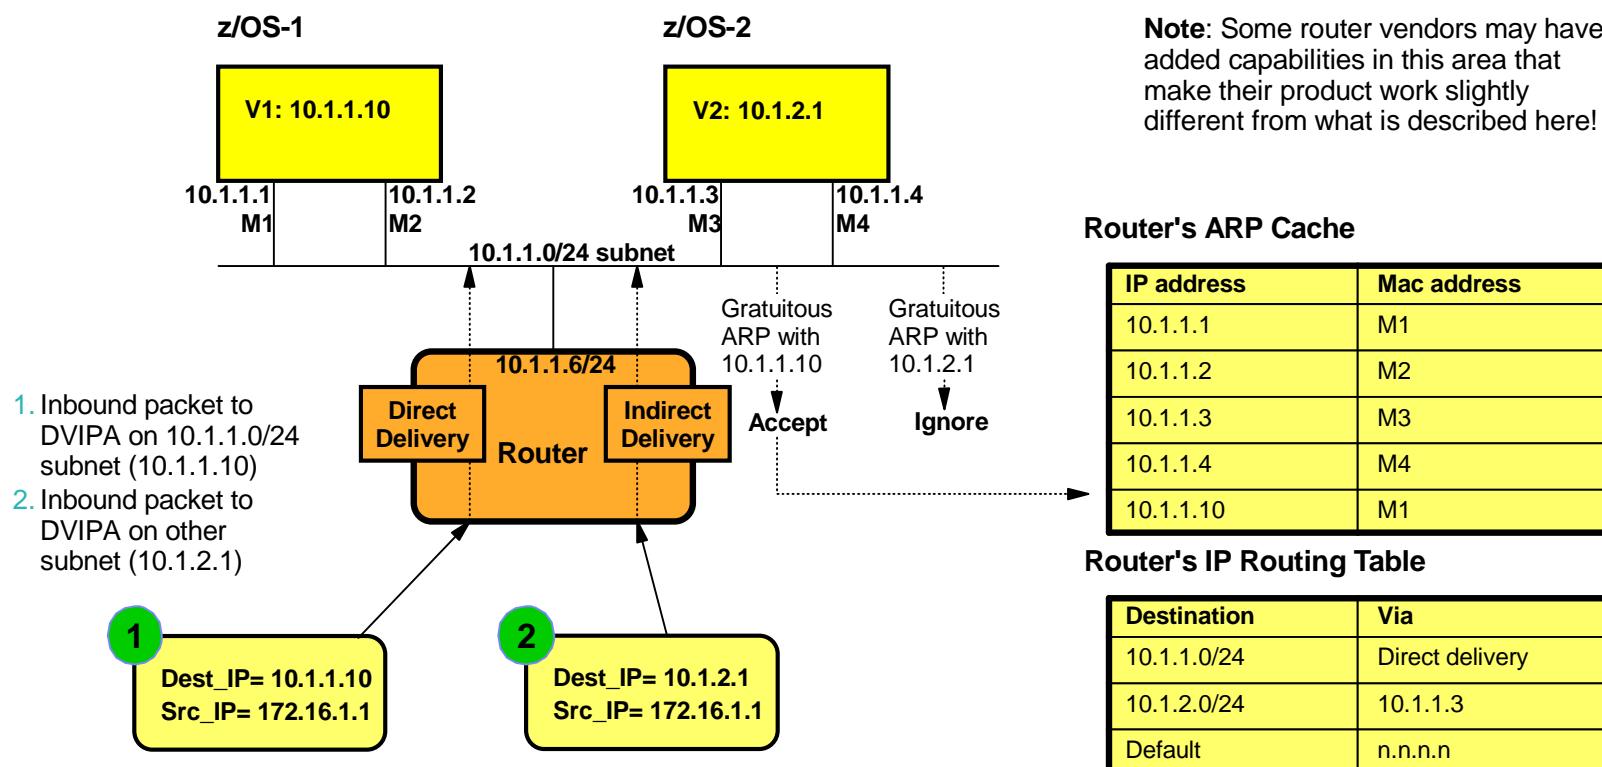 z/OS-1
z/OS-2
Note: Some router vendors may have
added capabilities in this area that
make their product work slightly
different from what is described here!
V1: 10.1.1.10
V2: 10.1.2.1
10.1.1.1
M1
10.1.1.2
M2
10.1.1.3
M3
10.1.1.4
M4
10.1.1.0/24 subnet
Gratuitous
ARP with
10.1.1.10
Accept
Gratuitous
ARP with
10.1.2.1
Ignore
10.1.1.6/24
Direct
Delivery
Router
Indirect
Delivery
1. Inbound packet to
DVIPA on 10.1.1.0/24
subnet (10.1.1.10)
2. Inbound packet to
DVIPA on other
subnet (10.1.2.1)
1
Dest_IP= 10.1.1.10
Src_IP= 172.16.1.1
2
Dest_IP= 10.1.2.1
Src_IP= 172.16.1.1
Router's ARP Cache
IP address Mac address
10.1.1.1 M1
10.1.1.2 M2
10.1.1.3 M3
10.1.1.4 M4
10.1.1.10 M1
Router's IP Routing Table
Destination Via
10.1.1.0/24 Direct delivery
10.1.2.0/24 10.1.1.3
Default n.n.n.n